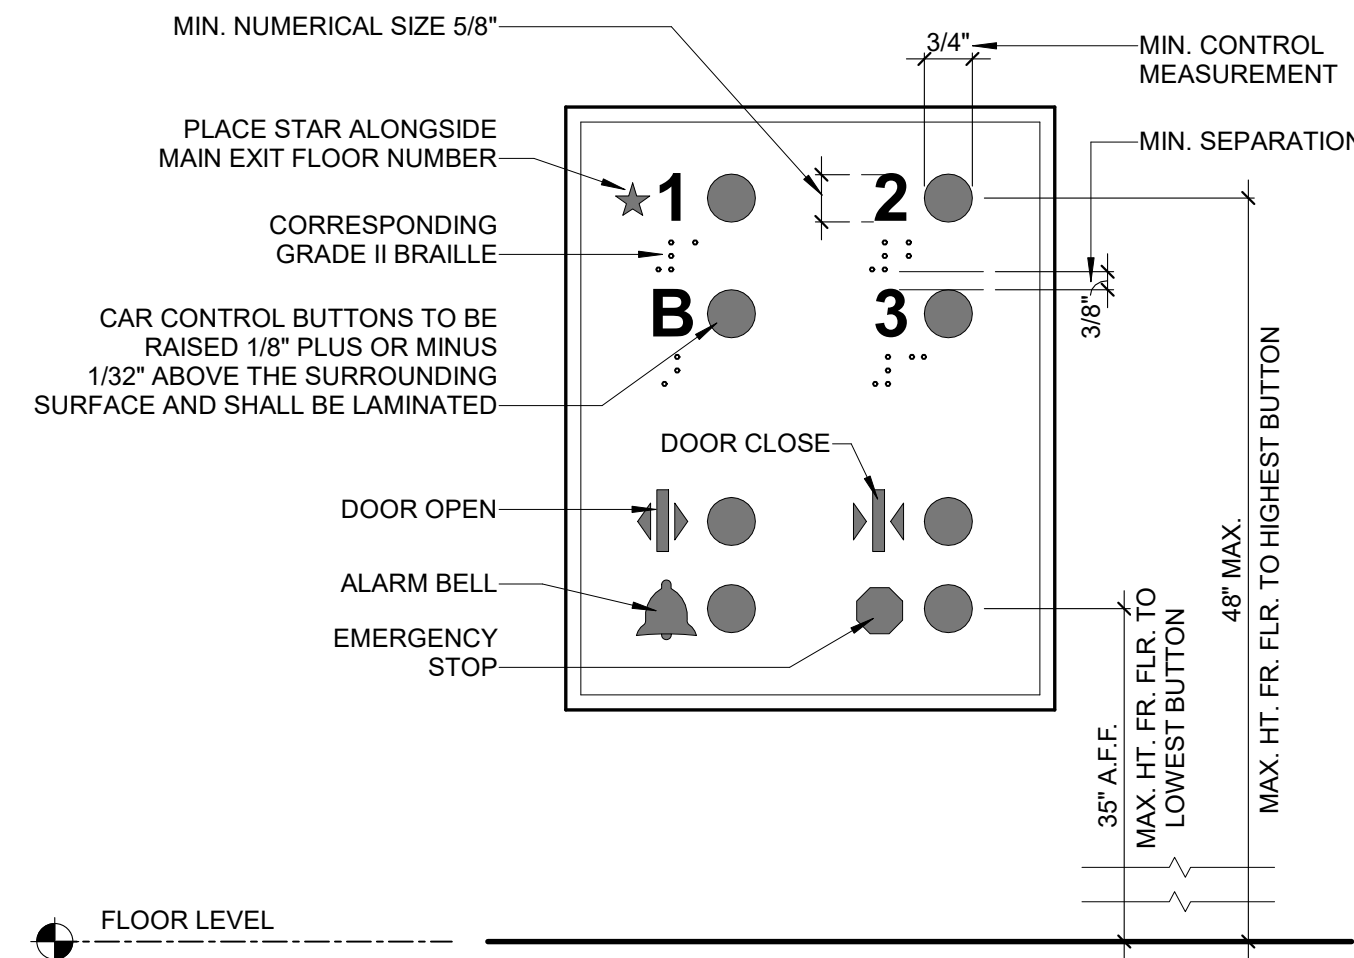 MIN. NUMERICAL SIZE 5/8"
3/4"
MIN. CONTROL
MEASUREMENT
PLACE STAR ALONGSIDE
MAIN EXIT FLOOR NUMBER
MIN. SEPARATION
1
2
CORRESPONDING
GRADE II BRAILLE
CAR CONTROL BUTTONS TO BE
RAISED 1/8" PLUS OR MINUS
1/32" ABOVE THE SURROUNDING
SURFACE AND SHALL BE LAMINATED
B
3
3/8"
DOOR CLOSE
DOOR OPEN
ALARM BELL
EMERGENCY
STOP
35" A.F.F.
MAX. HT. FR. FLR. TO
LOWEST BUTTON
48" MAX.
MAX. HT. FR. FLR. TO HIGHEST BUTTON
FLOOR LEVEL